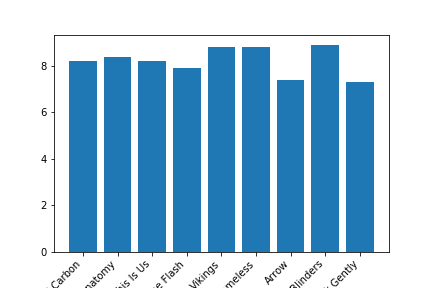 8
6
4
2
0
Carbon
natomy
his Is Us
e Flash
Vikings
meless
Arrow
Blinders
Gently